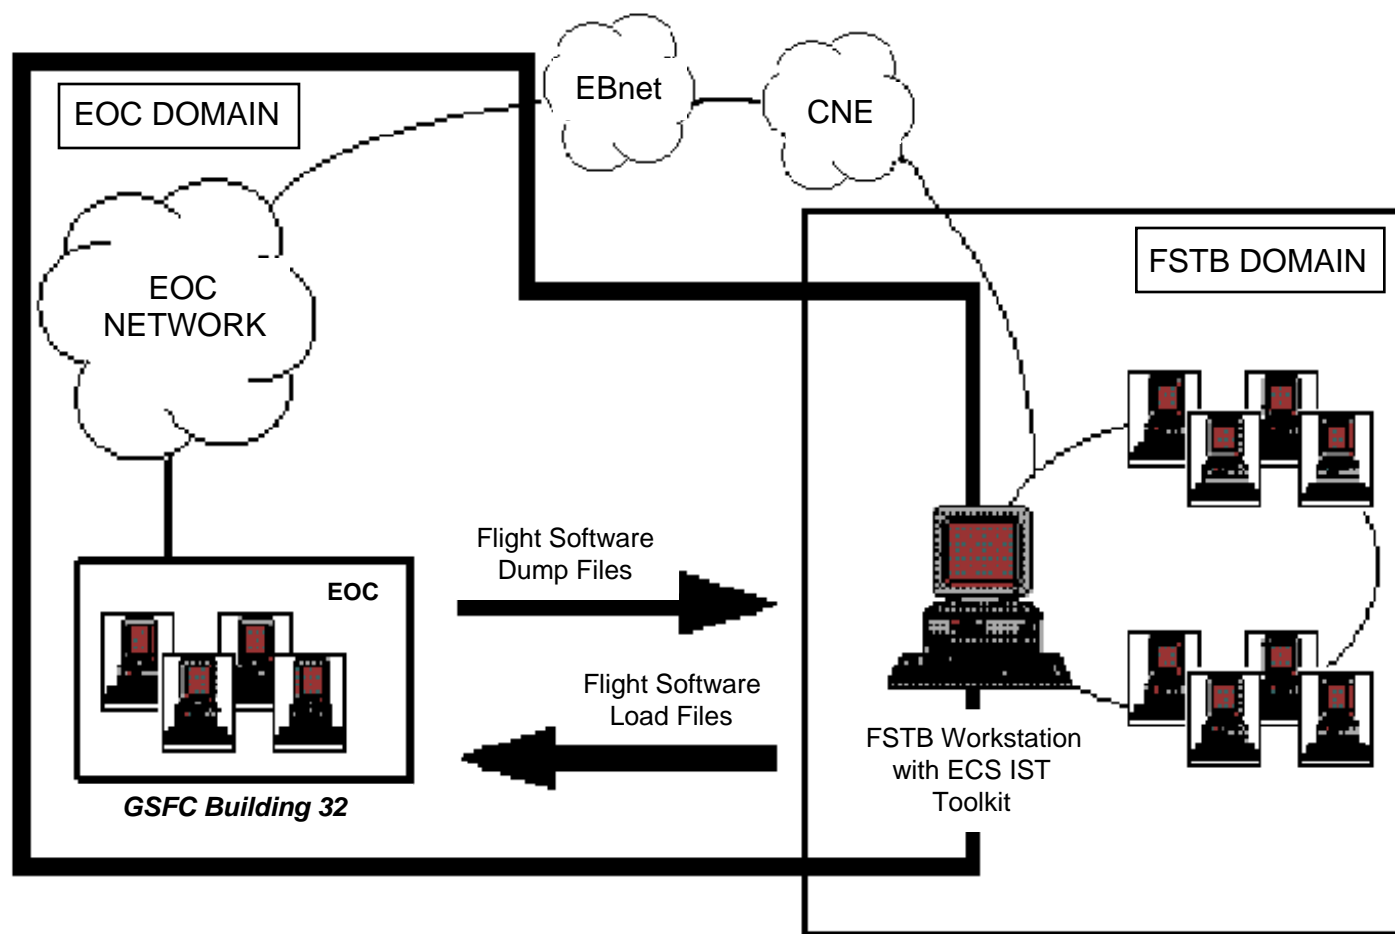 EOC DOMAIN
EBnet
CNE
FSTB DOMAIN
EOC
NETWORK
Flight Software
Dump Files
EOC
Flight Software
Load Files
GSFC Building 32
FSTB Workstation
with ECS IST
Toolkit